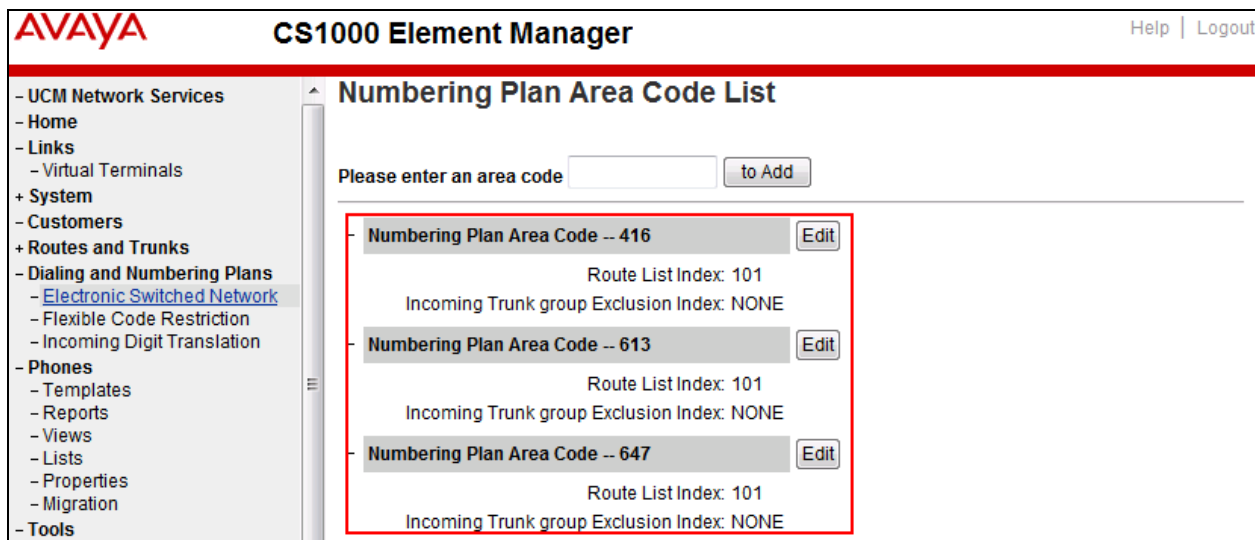 AVAYA
CS1000 Element Manager
Help | Logout
- UCM Network Services
- Home
- Links
- Virtual Terminals
+ System
- Customers
+ Routes and Trunks
- Dialing and Numbering Plans
- Electronic Switched Network
- Flexible Code Restriction
- Incoming Digit Translation
- Phones
- Templates
- Reports
- Views
- Lists
- Properties
- Migration
- Tools
Numbering Plan Area Code List
Please enter an area code to Add
- Numbering Plan Area Code -- 416 Edit
Route List Index: 101
Incoming Trunk group Exclusion Index: NONE
- Numbering Plan Area Code -- 613 Edit
Route List Index: 101
Incoming Trunk group Exclusion Index: NONE
- Numbering Plan Area Code -- 647 Edit
Route List Index: 101
Incoming Trunk group Exclusion Index: NONE